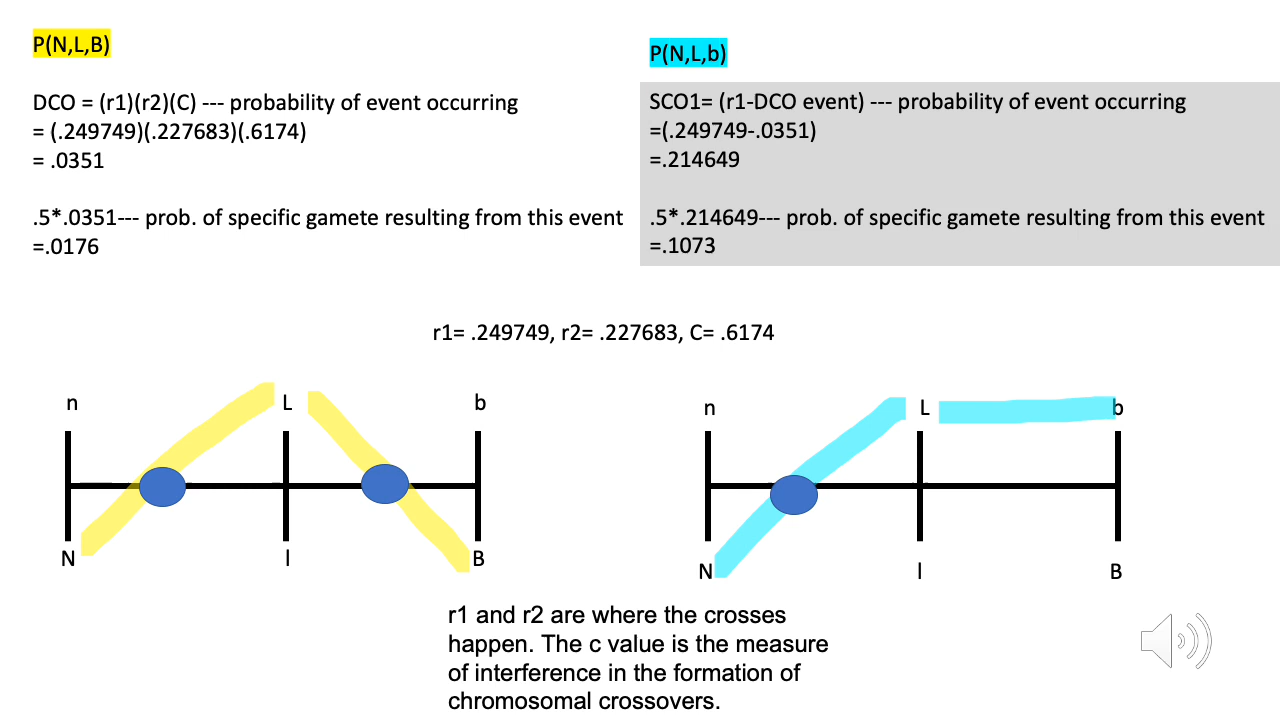 P(N,L,B)
DCO = (r1)(r2)(C) --- probability of event occurring
= (.249749)(.227683)(.6174)
= .0351
.5*.0351--- prob. of specific gamete resulting from this event
=.0176
P(N,L,b)
SCO1= (r1-DCO event) --- probability of event occurring
=(.249749-.0351)
=.214649
.5*.214649--- prob. of specific gamete resulting from this event
=.1073
r1= .249749, r2= .227683, C= .6174
n L b
N l B
n L b
N l B
r1 and r2 are where the crosses
happen. The c value is the measure
of interference in the formation of
chromosomal crossovers.